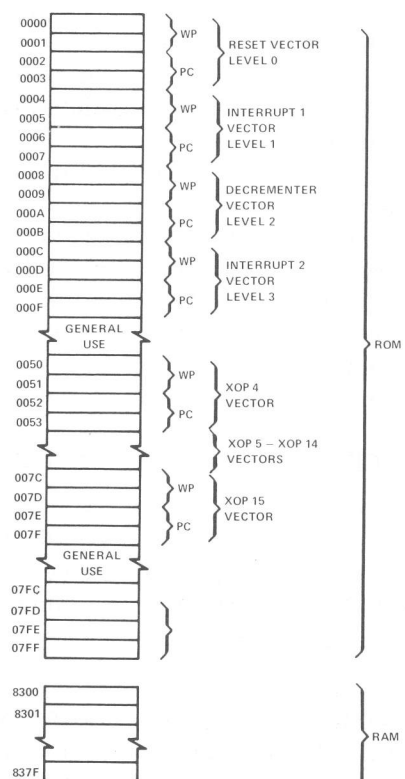 0000
0001
WP
RESET VECTOR
LEVEL 0
0002
0003
PC
0004
0005
WP
INTERRUPT 1
VECTOR
LEVEL 1
0006
0007
PC
0008
0009
WP
DECREMENTER
VECTOR
LEVEL 2
000A
000B
PC
000C
000D
WP
INTERRUPT 2
VECTOR
LEVEL 3
000E
000F
PC
GENERAL
USE
ROM
0050
0051
WP
XOP 4
VECTOR
0052
0053
PC
XOP 5 – XOP 14
VECTORS
007C
007D
WP
XOP 15
VECTOR
007E
007F
PC
GENERAL
USE
07FC
07FD
07FE
07FF
8300
8301
RAM
837F